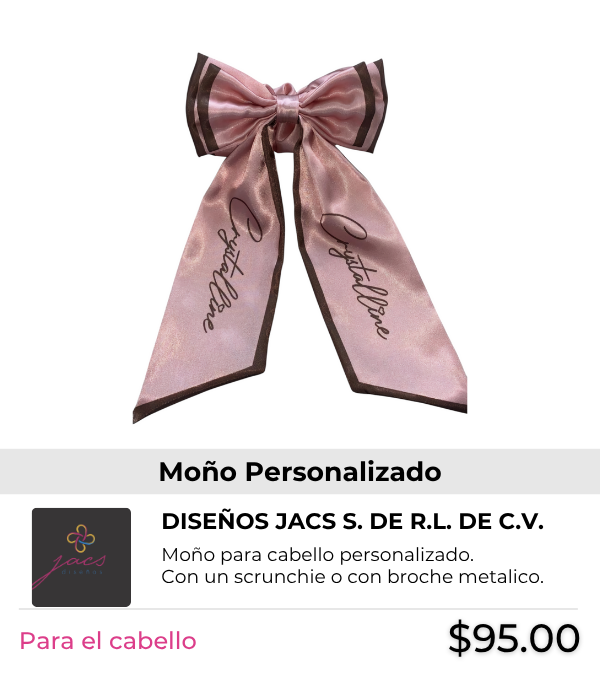 Crystalline
Crystalline
Moño Personalizado
jacs
DISEÑOS
DISEÑOS JACS S. DE R.L. DE C.V.
Moño para cabello personalizado.
Con un scrunchie o con broche metalico.
Para el cabello
$95.00